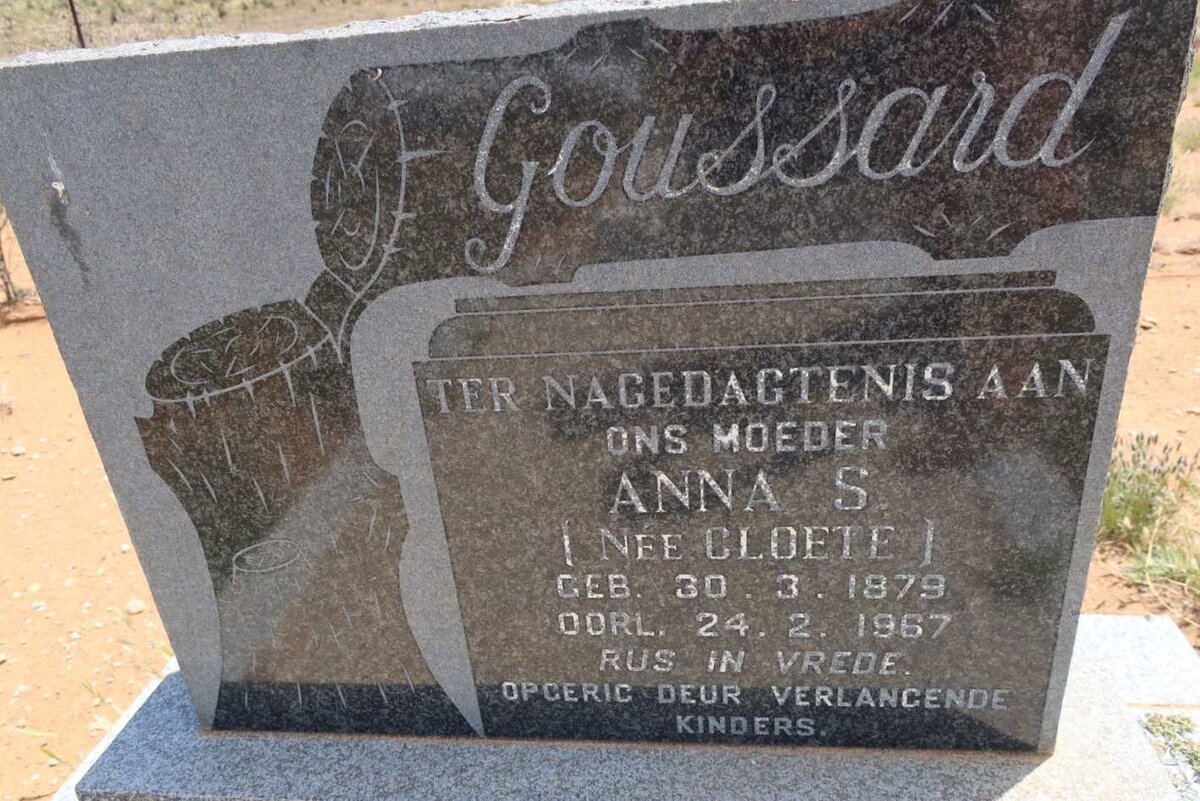 Goussard
TER NAGEDAGTENIS AAN
ONS MOEDER
ANNA S.
[ NÉE CLOETE ]
GEB. 30. 3. 1879
OORL. 24. 2. 1967
RUS IN VREDE.
OPGERIG DEUR VERLANGENDE
KINDERS.